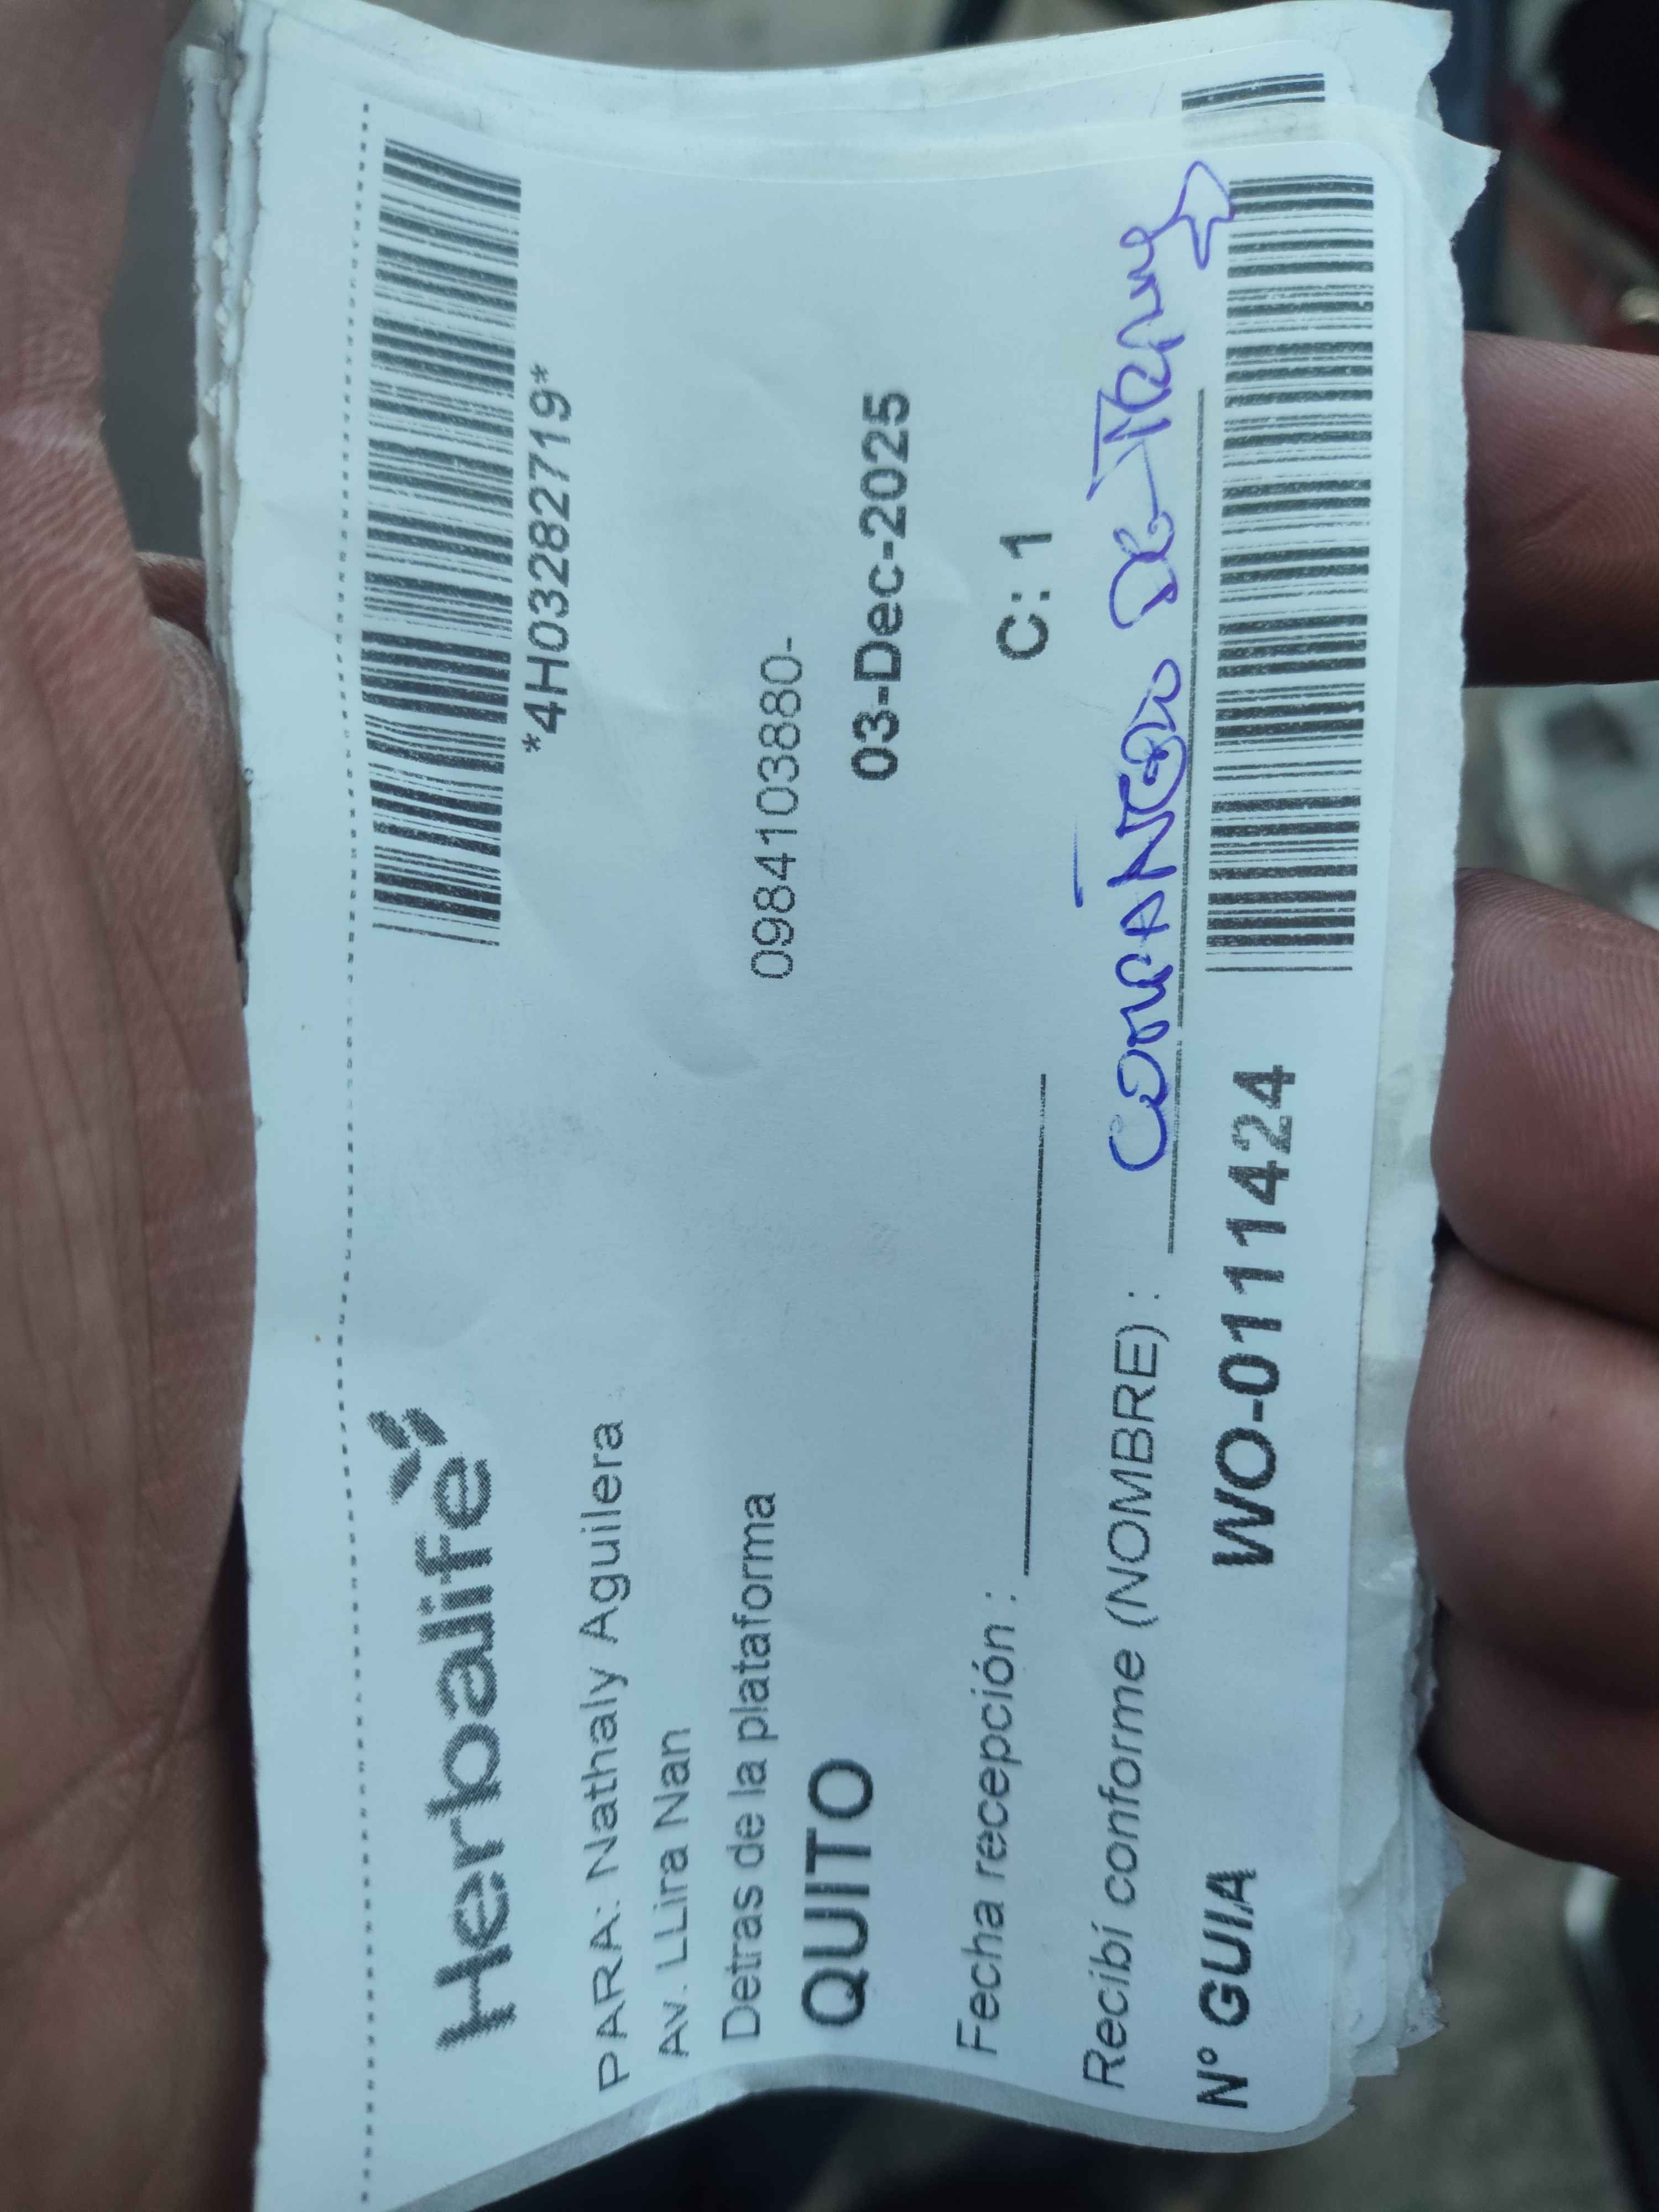 Herbalife
*4H03282719*
PARA: Nathaly Aguilera
Av. LLira Nan
Detras de la plataforma
0984103880-
QUITO
03-Dec-2025
Fecha recepción :
C: 1
Recibí conforme (NOMBRE) :
N° GUIA
WO-0111424